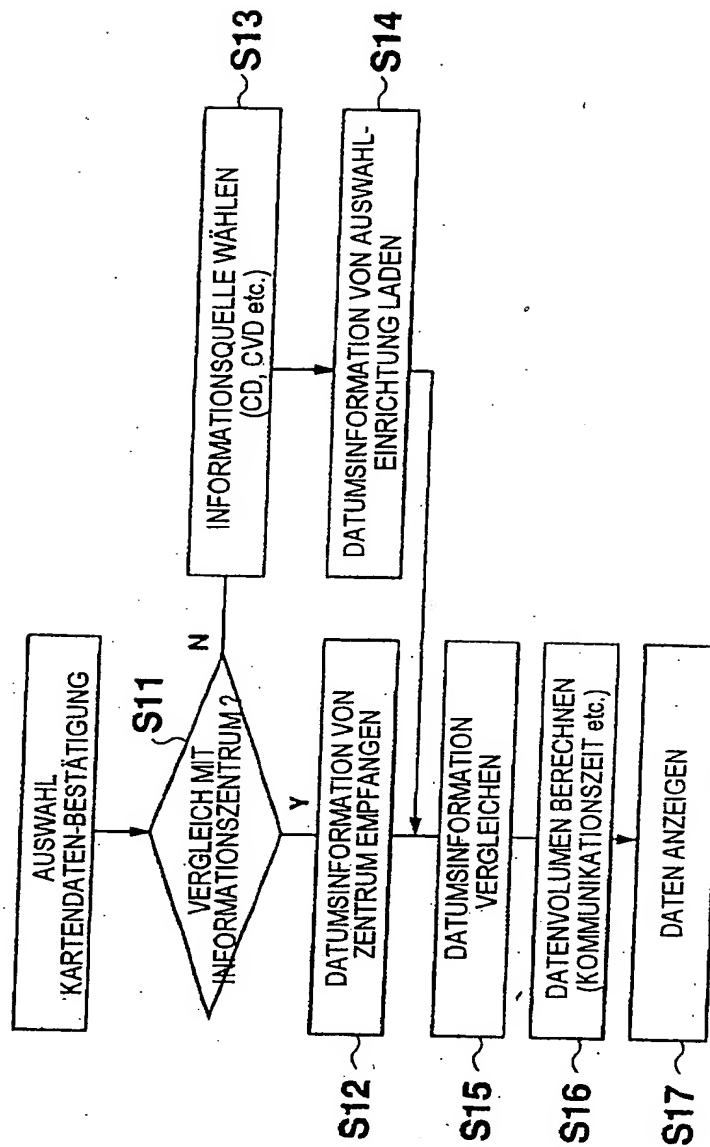 AUSWAHL
KARTENDATEN-BESTÄTIGUNG
S11
VERGLEICH MIT
INFORMATIONSZENTRUM ?
N
Y
S13
INFORMATIONSQUELLE WÄHLEN
(CD, CVD etc.)
S14
DATUMSINFORMATION VON AUSWAHL-
EINRICHTUNG LADEN
S12
DATUMSINFORMATION VON
ZENTRUM EMPFANGEN
S15
DATUMSINFORMATION
VERGLEICHEN
S16
DATENVOLUMEN BERECHNEN
(KOMMUNIKATIONSZEIT etc.)
S17
DATEN ANZEIGEN